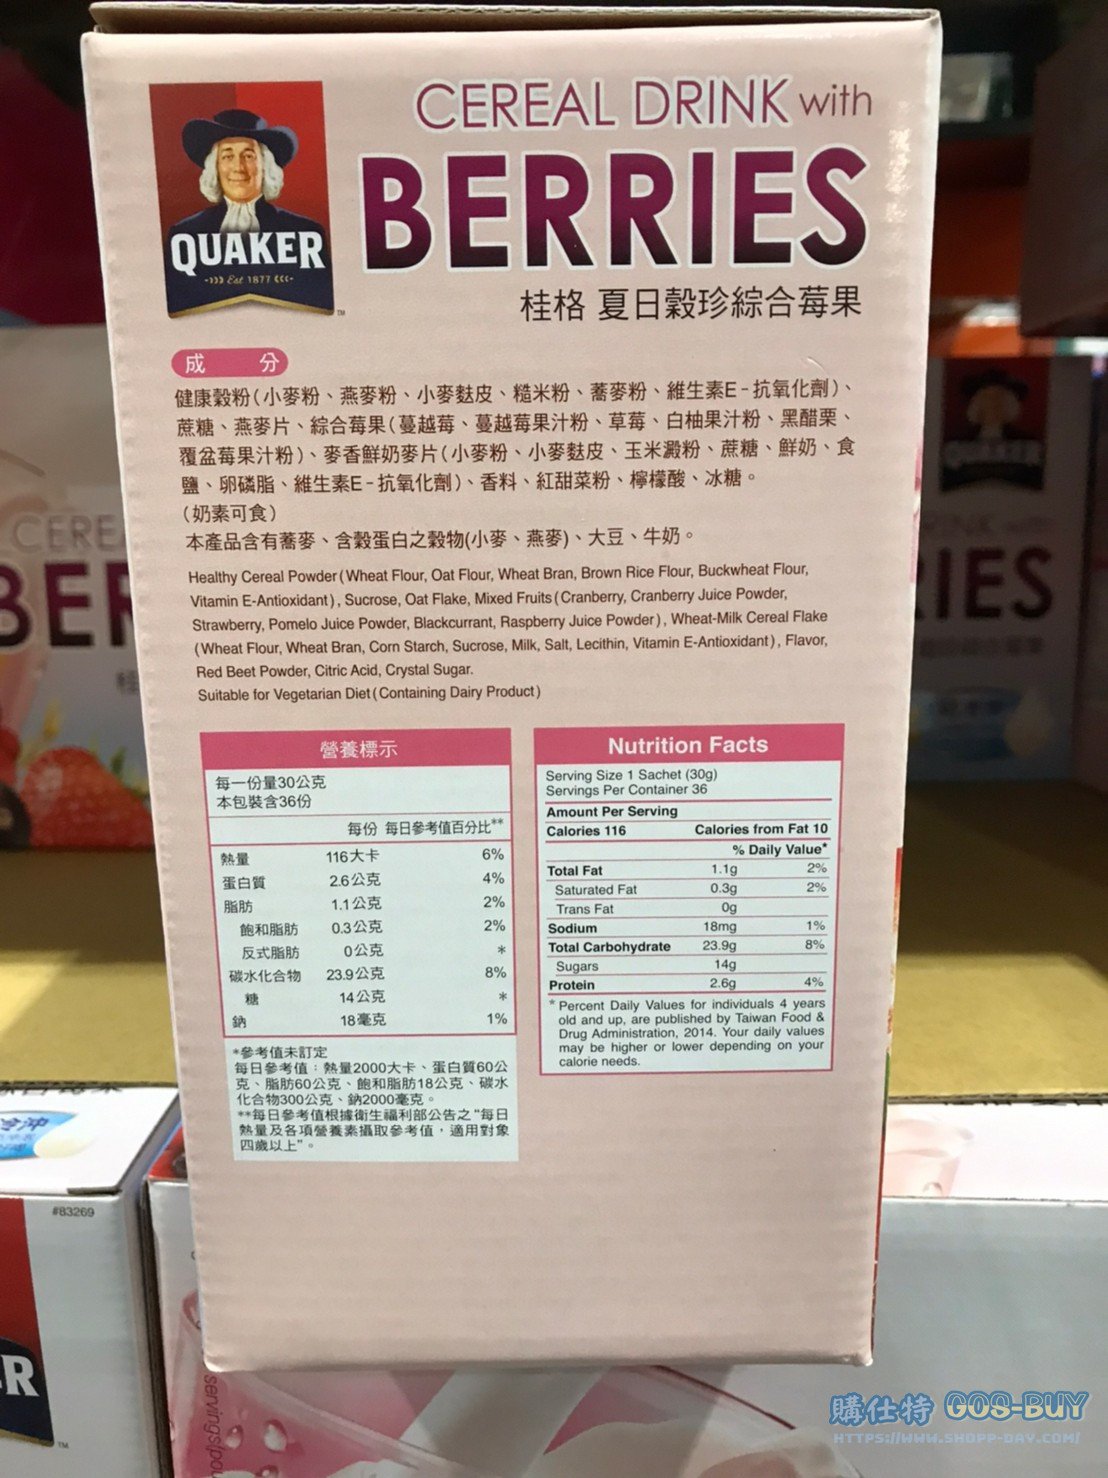 CEREAL DRINK with
BERRIES
QUAKER
Est 1877
TM
桂格 夏日穀珍綜合莓果
成 分
健康穀粉(小麥粉、燕麥粉、小麥麩皮、糙米粉、蕎麥粉、維生素E-抗氧化劑)、
蔗糖、燕麥片、綜合莓果(蔓越莓、蔓越莓果汁粉、草莓、白柚果汁粉、黑醋栗、
覆盆莓果汁粉)、麥香鮮奶麥片(小麥粉、小麥麩皮、玉米澱粉、蔗糖、鮮奶、食
鹽、卵磷脂、維生素E-抗氧化劑)、香料、紅甜菜粉、檸檬酸、冰糖。
(奶素可食)
本產品含有蕎麥、含穀蛋白之穀物(小麥、燕麥)、大豆、牛奶。
Healthy Cereal Powder(Wheat Flour, Oat Flour, Wheat Bran, Brown Rice Flour, Buckwheat Flour,
Vitamin E-Antioxidant), Sucrose, Oat Flake, Mixed Fruits(Cranberry, Cranberry Juice Powder,
Strawberry, Pomelo Juice Powder, Blackcurrant, Raspberry Juice Powder), Wheat-Milk Cereal Flake
(Wheat Flour, Wheat Bran, Corn Starch, Sucrose, Milk, Salt, Lecithin, Vitamin E-Antioxidant), Flavor,
Red Beet Powder, Citric Acid, Crystal Sugar.
Suitable for Vegetarian Diet(Containing Dairy Product)
營養標示
每一份量30公克
本包裝含36份
每份 每日參考值百分比**
熱量 116大卡 6%
蛋白質 2.6公克 4%
脂肪 1.1公克 2%
飽和脂肪 0.3公克 2%
反式脂肪 0公克 *
碳水化合物 23.9公克 8%
糖 14公克 *
鈉 18毫克 1%
*參考值未訂定
每日參考值：熱量2000大卡、蛋白質60公
克、脂肪60公克、飽和脂肪18公克、碳水
化合物300公克、鈉2000毫克。
**每日參考值根據衛生福利部公告之"每日
熱量及各項營養素攝取參考值，適用對象
四歲以上"。
Nutrition Facts
Serving Size 1 Sachet (30g)
Servings Per Container 36
Amount Per Serving
Calories 116 Calories from Fat 10
% Daily Value*
Total Fat 1.1g 2%
Saturated Fat 0.3g 2%
Trans Fat 0g
Sodium 18mg 1%
Total Carbohydrate 23.9g 8%
Sugars 14g
Protein 2.6g 4%
* Percent Daily Values for individuals 4 years
old and up, are published by Taiwan Food &
Drug Administration, 2014. Your daily values
may be higher or lower depending on your
calorie needs.
CERE
BER
RIES
#83269
R
TM
servings/pou
購仕特 GOS-BUY
HTTPS://WWW.SHOPP-DAY.COM/